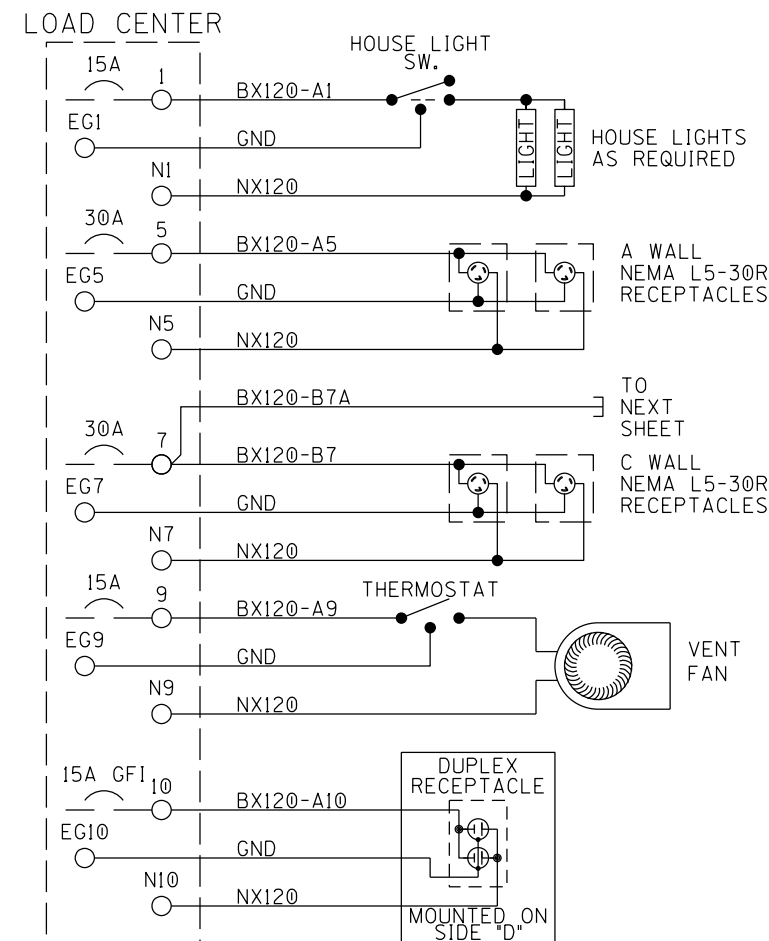 LOAD CENTER
15A
1
BX120-A1
HOUSE LIGHT
SW.
EG1
GND
LIGHT
LIGHT
HOUSE LIGHTS
AS REQUIRED
N1
NX120
30A
5
BX120-A5
A WALL
NEMA L5-30R
RECEPTACLES
EG5
GND
N5
NX120
BX120-B7A
TO
NEXT
SHEET
30A
7
BX120-B7
C WALL
NEMA L5-30R
RECEPTACLES
EG7
GND
N7
NX120
15A
9
BX120-A9
THERMOSTAT
EG9
GND
VENT
FAN
N9
NX120
15A GFI
10
BX120-A10
DUPLEX
RECEPTACLE
EG10
GND
N10
NX120
MOUNTED ON
SIDE "D"